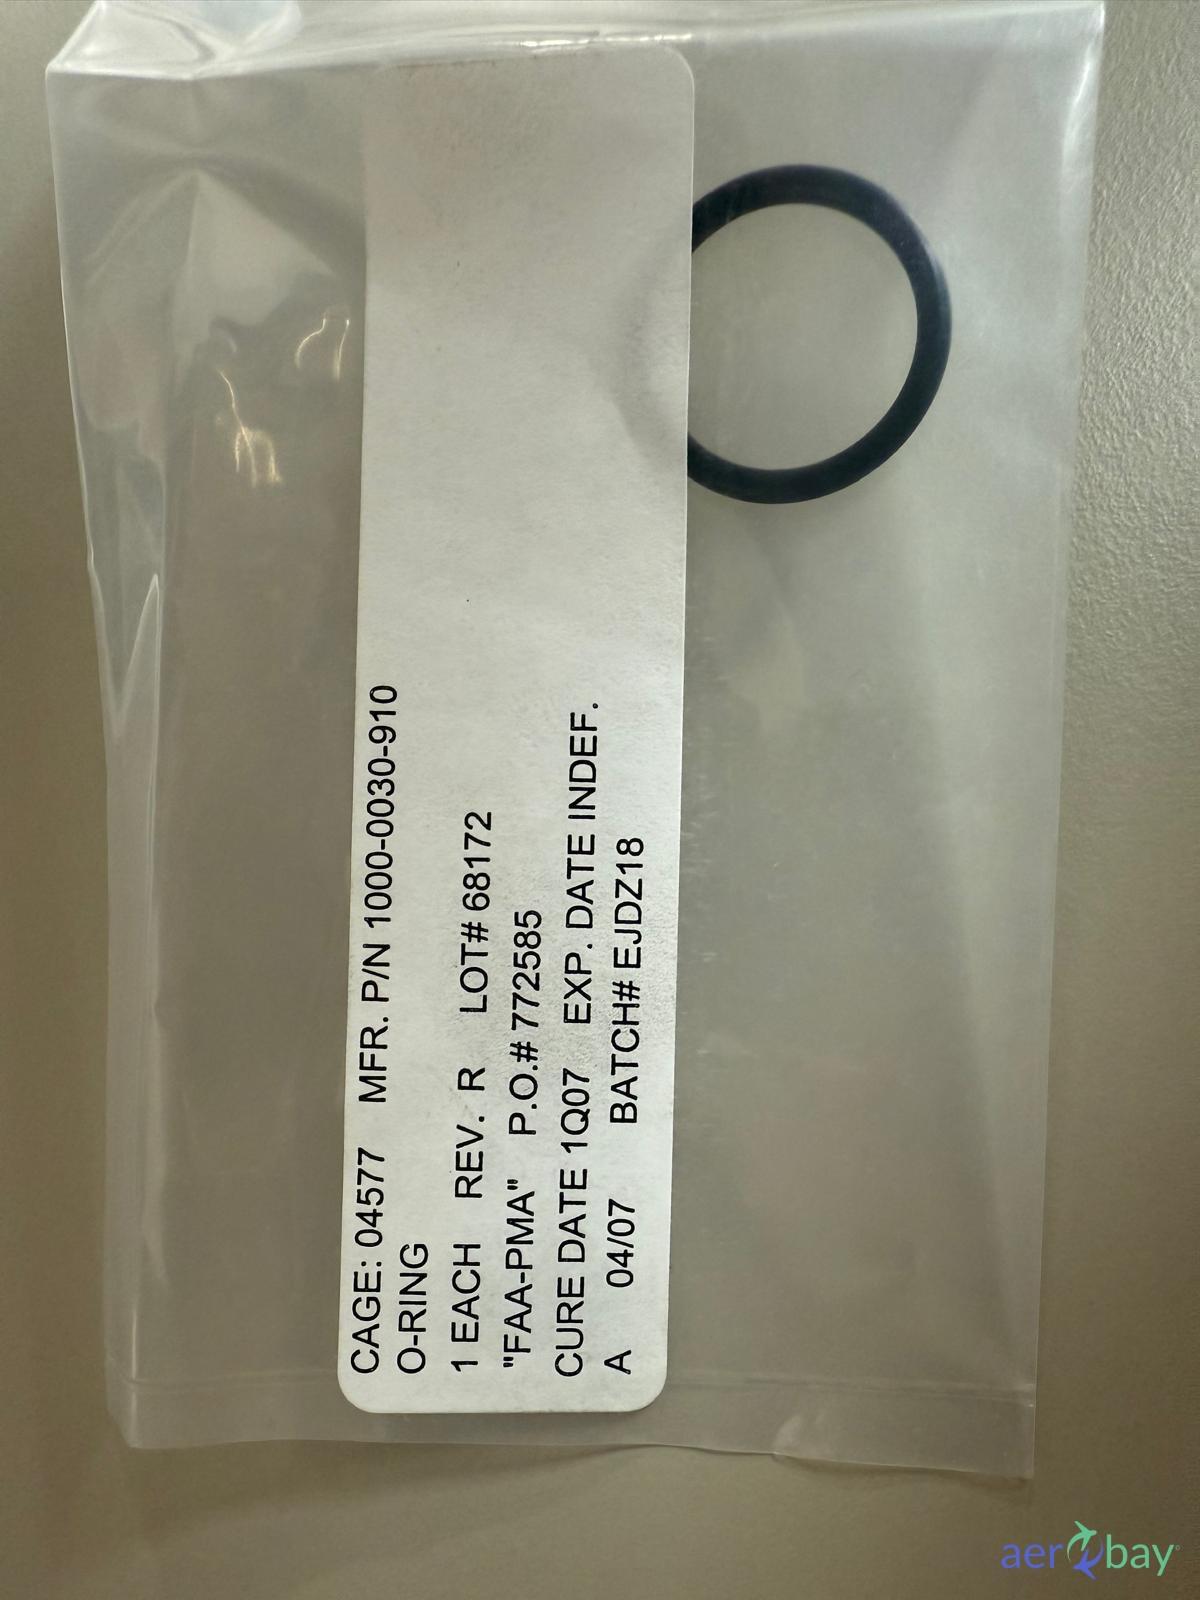 CAGE: 04577 MFR. P/N 1000-0030-910
O-RING
1 EACH REV. R LOT# 68172
"FAA-PMA" P.O.# 772585
CURE DATE 1Q07 EXP. DATE INDEF.
A 04/07 BATCH# EJDZ18
aerobay